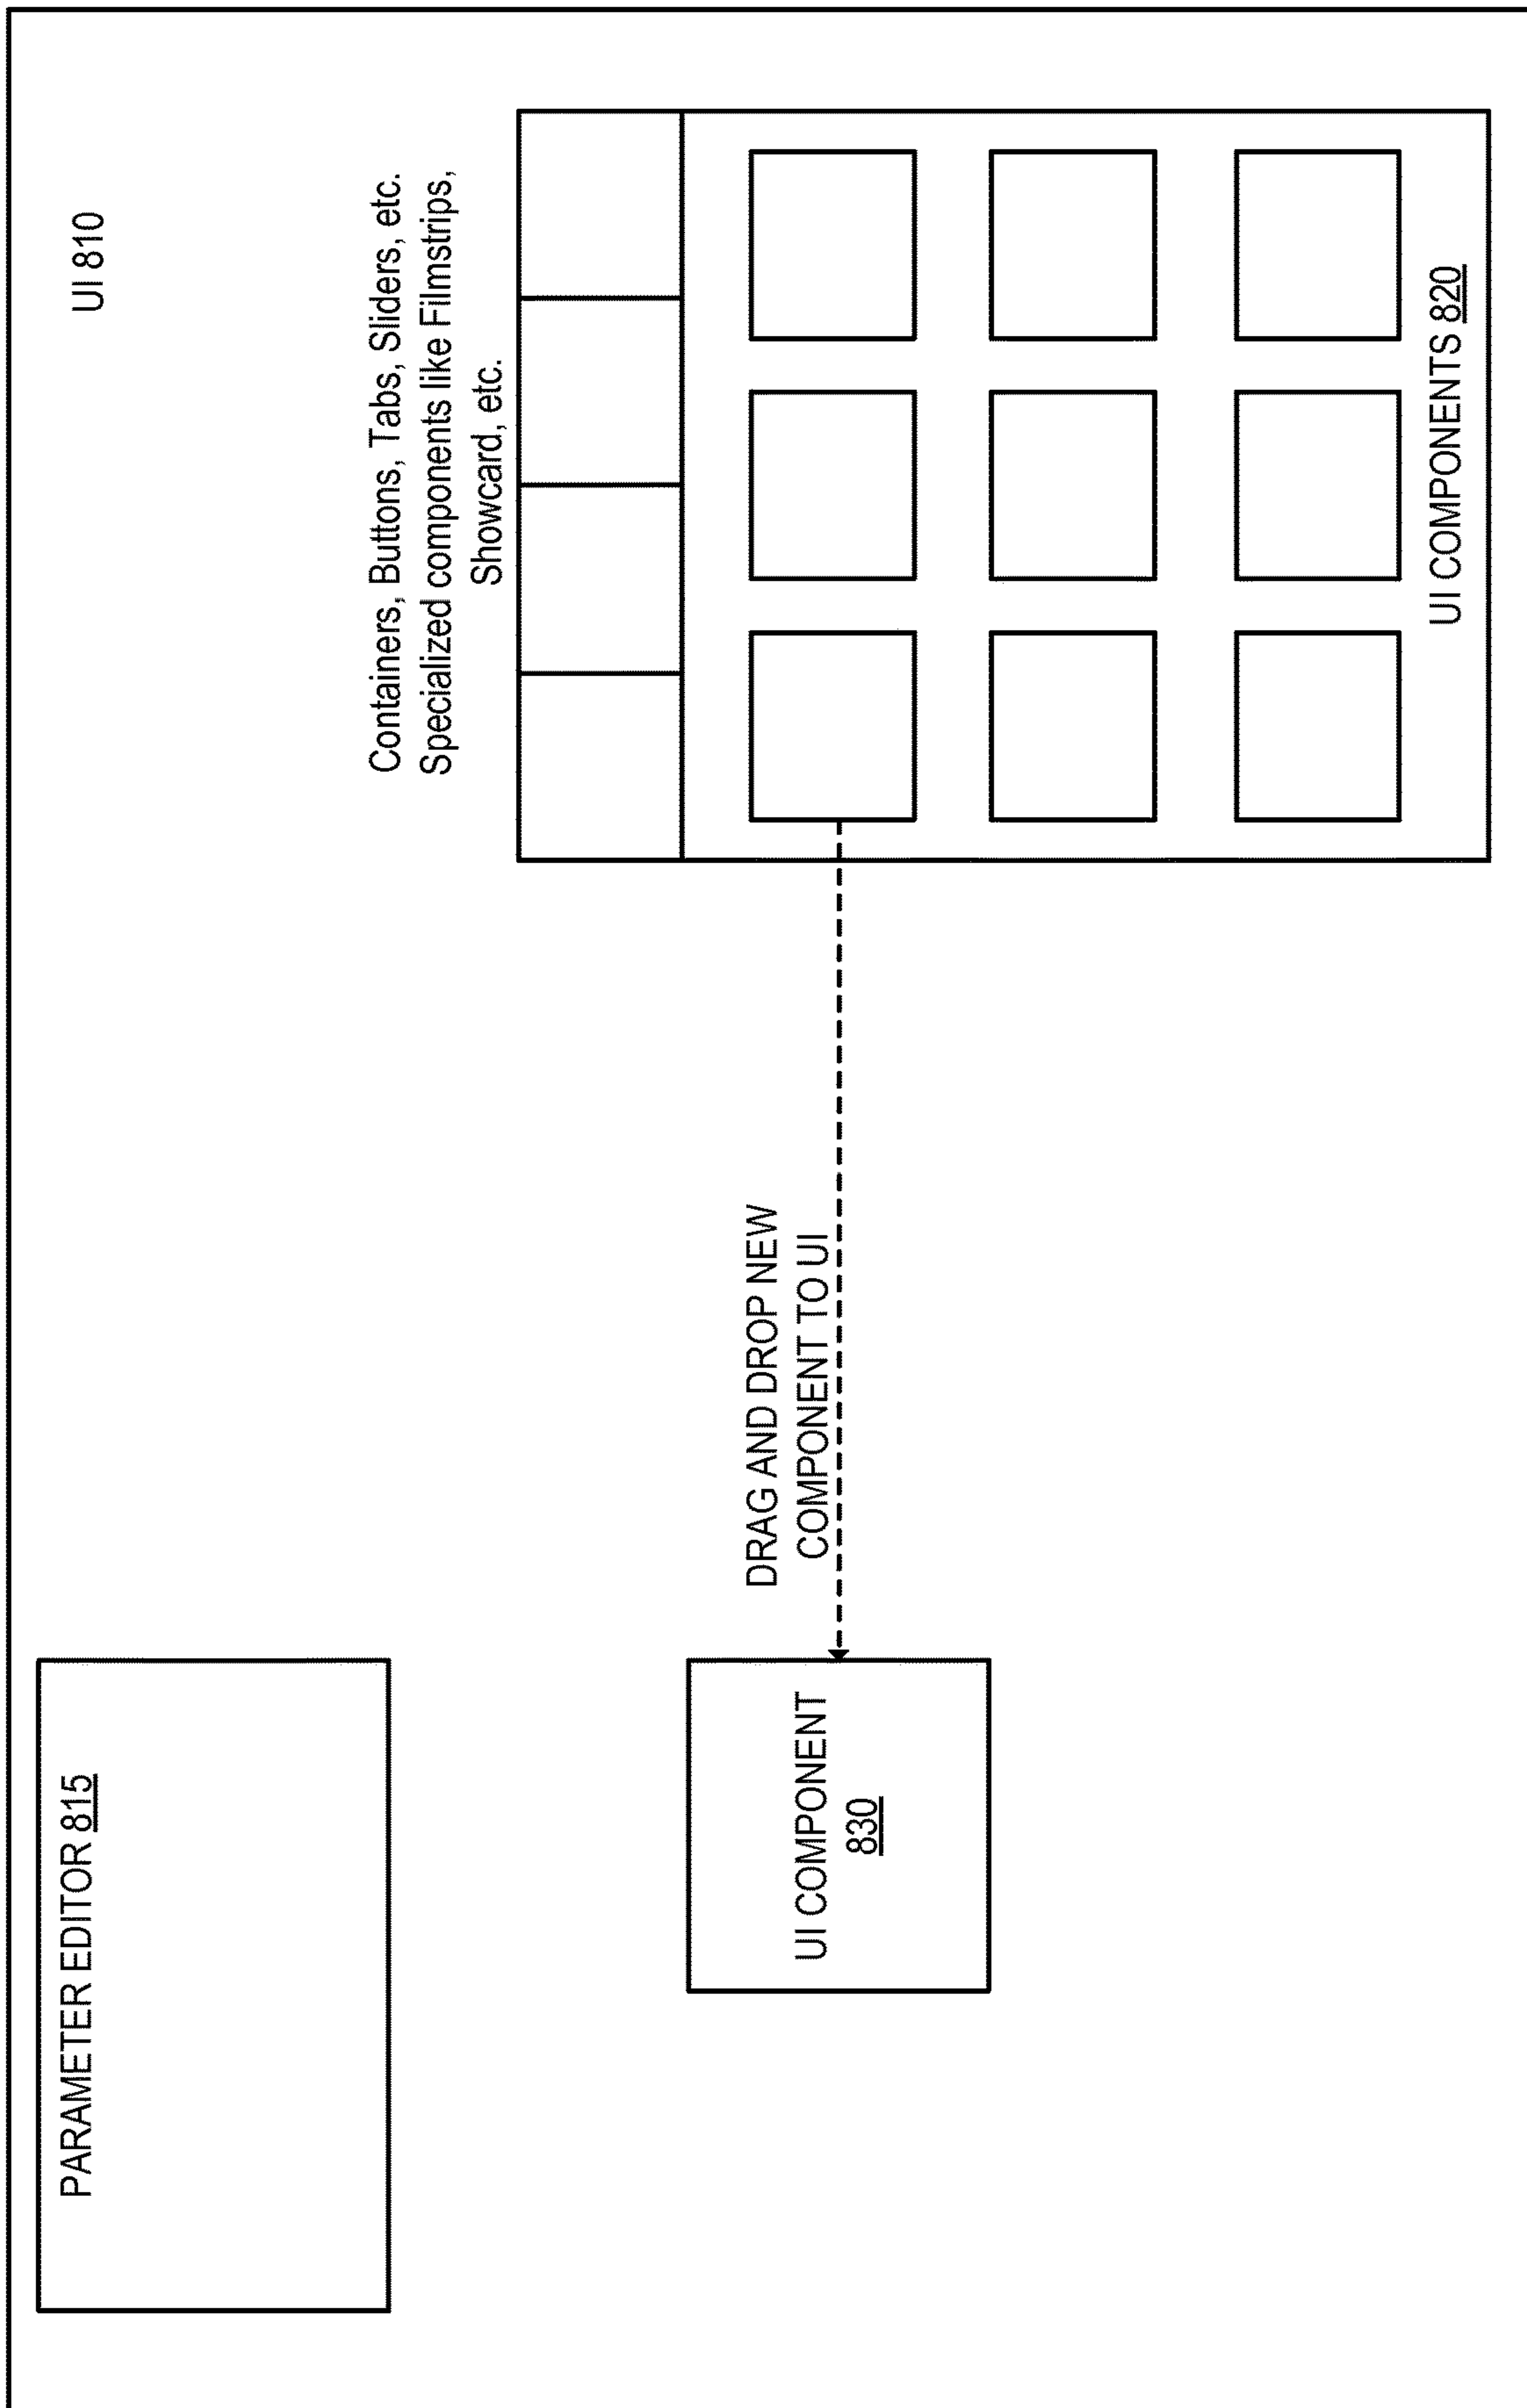 PARAMETER EDITOR 815
UI 810
Containers, Buttons, Tabs, Sliders, etc.
Specialized components like Filmstrips,
Showcard, etc.
DRAG AND DROP NEW
COMPONENT TO UI
UI COMPONENT
830
UI COMPONENTS 820